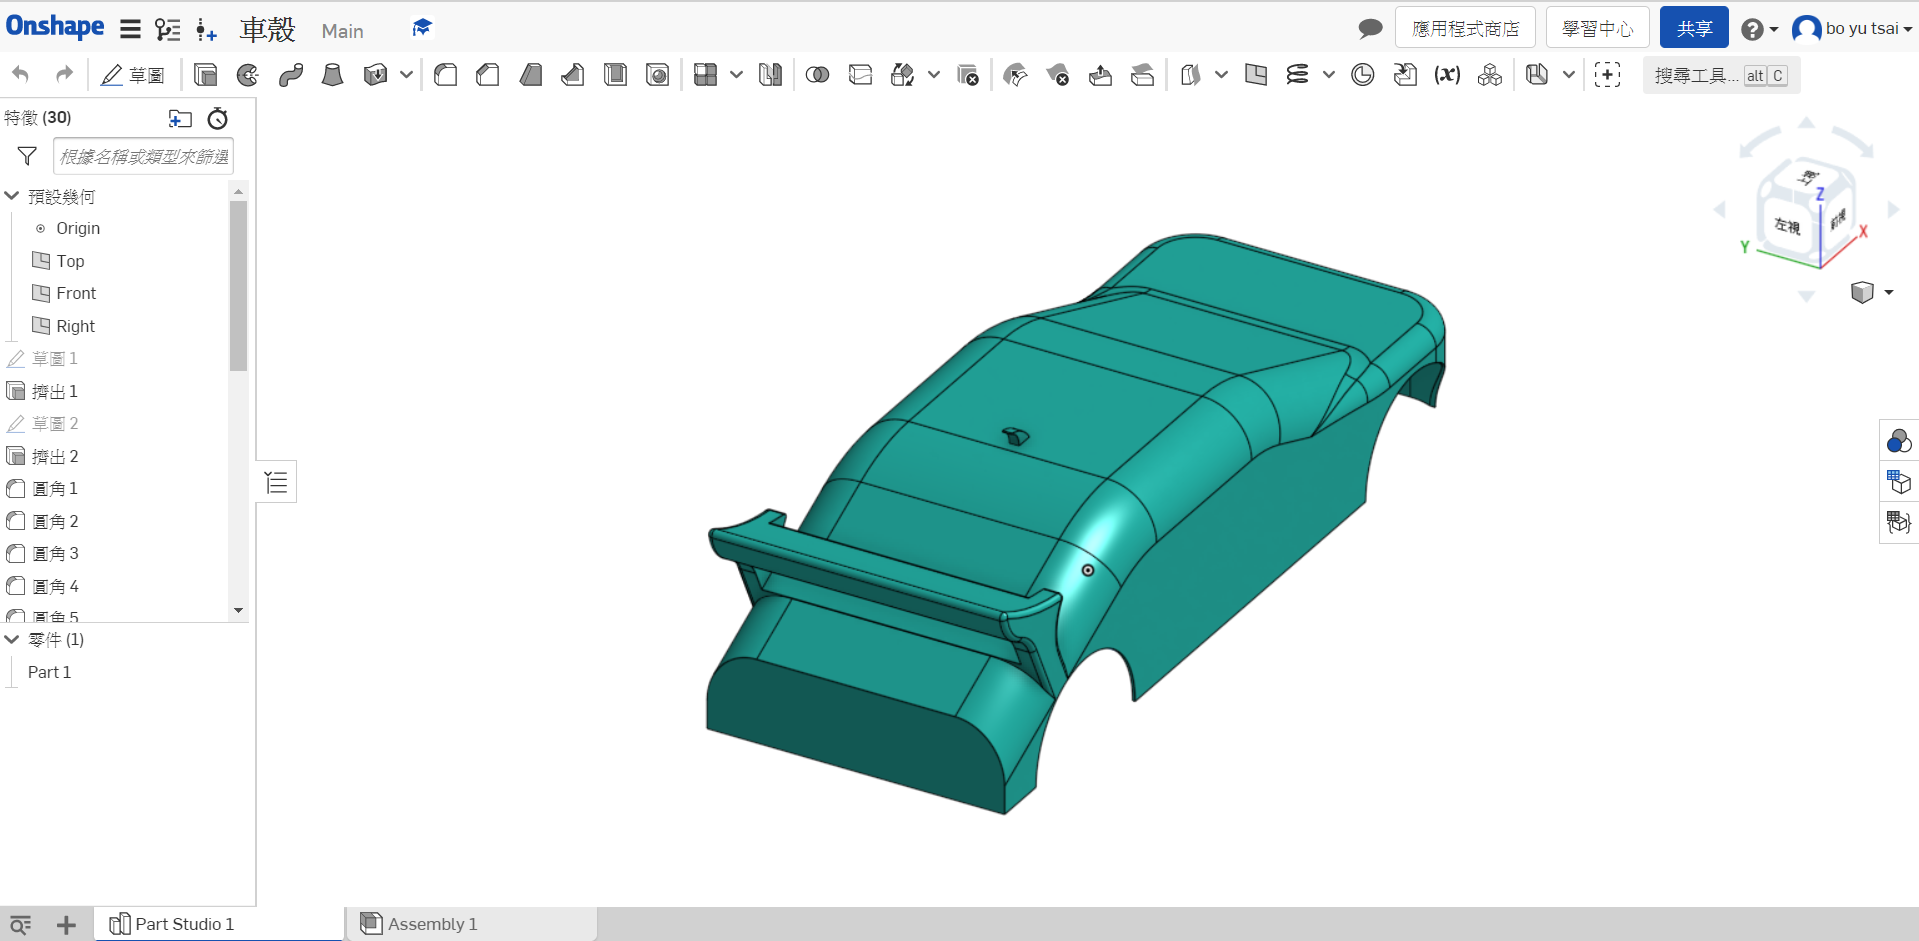 Onshape 車殼 Main 應用程式商店 學習中心 共享 ? bo yu tsai
草圖 (x) 搜尋工具... alt C
特徵 (30)
根據名稱或類型來篩選
預設幾何
Origin
Top
Front
Right
草圖 1
擠出 1
草圖 2
擠出 2
圓角 1
圓角 2
圓角 3
圓角 4
圓角 5
零件 (1)
Part 1
Z
左視
前視
X
Y
Part Studio 1
Assembly 1